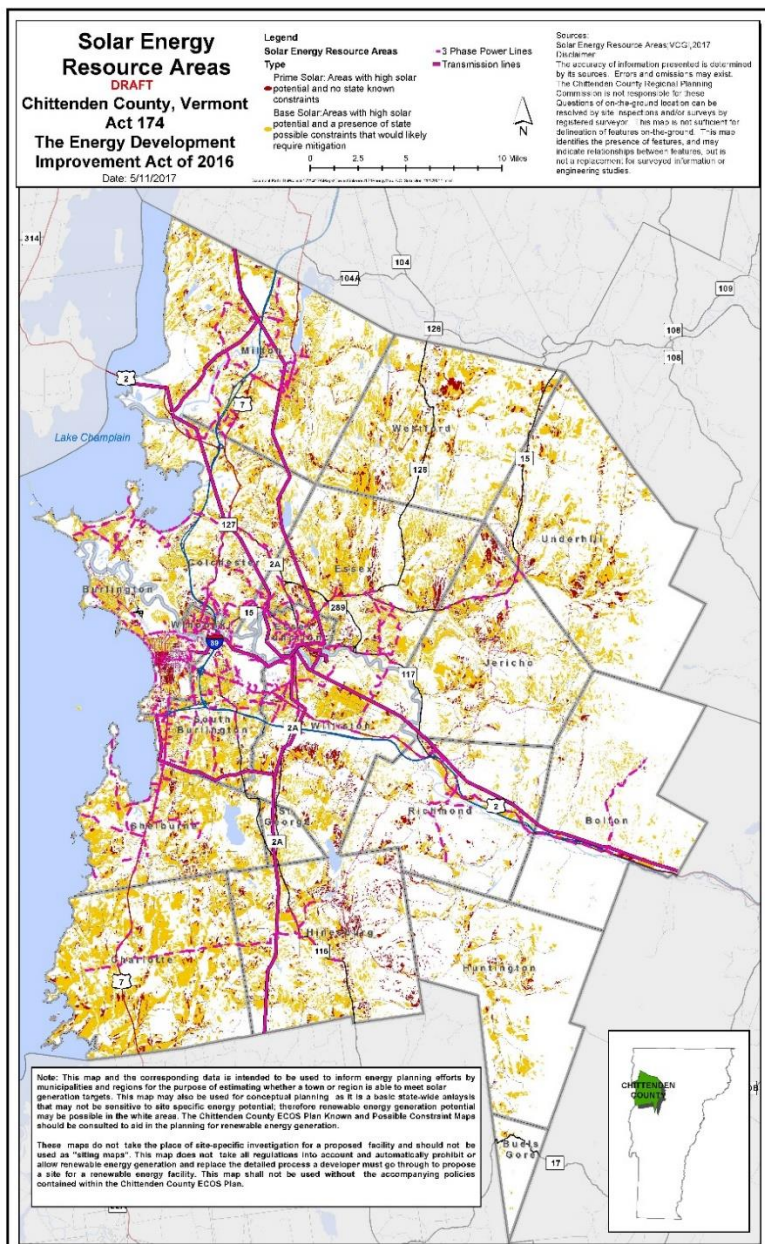 Solar Energy
Resource Areas
DRAFT
Chittenden County, Vermont
Act 174
The Energy Development
Improvement Act of 2016
Date: 5/11/2017
Legend
Solar Energy Resource Areas
Type
Prime Solar: Areas with high solar
potential and no state known
constraints
Base Solar:Areas with high solar
potential and a presence of state
possible constraints that would likely
require mitigation
3 Phase Power Lines
Transmission lines
N
0 5 10 Miles
Sources:
Solar Energy Resource Areas;VCGI,2017
Disclaimer:
The accuracy of information presented is determined
by its sources. Errors and omissions may exist.
The Chittenden County Regional Planning
Commission is not responsible for these
Questions of on-the-ground location can be
resolved by site inspections and/or surveys by
registered surveyor. This map is not sufficient for
delineation of features on-the-ground. This map
identifies the presence of features, and may
indicate relationships between features, but is
not a replacement for surveyed information or
engineering studies.
314
104
104A
109
108
108
128
2
Milton
7
Lake Champlain
Westford
128
15
127
Underhill
2A
Colchester
Essex
Burlington
15
289
89
Jericho
117
South
Burlington
2A
Williston
2
Richmond
Bolton
Shelburne
St.
George
2A
Hinesburg
116
Charlotte
7
Huntington
Buels
Gore
17
CHITTENDEN
COUNTY
Note: This map and the corresponding data is intended to be used to inform energy planning efforts by
municipalities and regions for the purpose of estimating whether a town or region is able to meet solar
generation targets. This map may also be used for conceptual planning as it is a basic state-wide anlaysis
that may not be sensitive to site specific energy potential; therefore renewable energy generation potential
may be possible in the white areas. The Chittenden County ECOS Plan Known and Possible Constraint Maps
should be consulted to aid in the planning for renewable energy generation.
These maps do not take the place of site-specific investigation for a proposed facility and should not be
used as "siting maps". This map does not take all regulations into account and automatically prohibit or
allow renewable energy generation and replace the detailed process a developer must go through to propose
a site for a renewable energy facility. This map shall not be used without the accompanying policies
contained within the Chittenden County ECOS Plan.